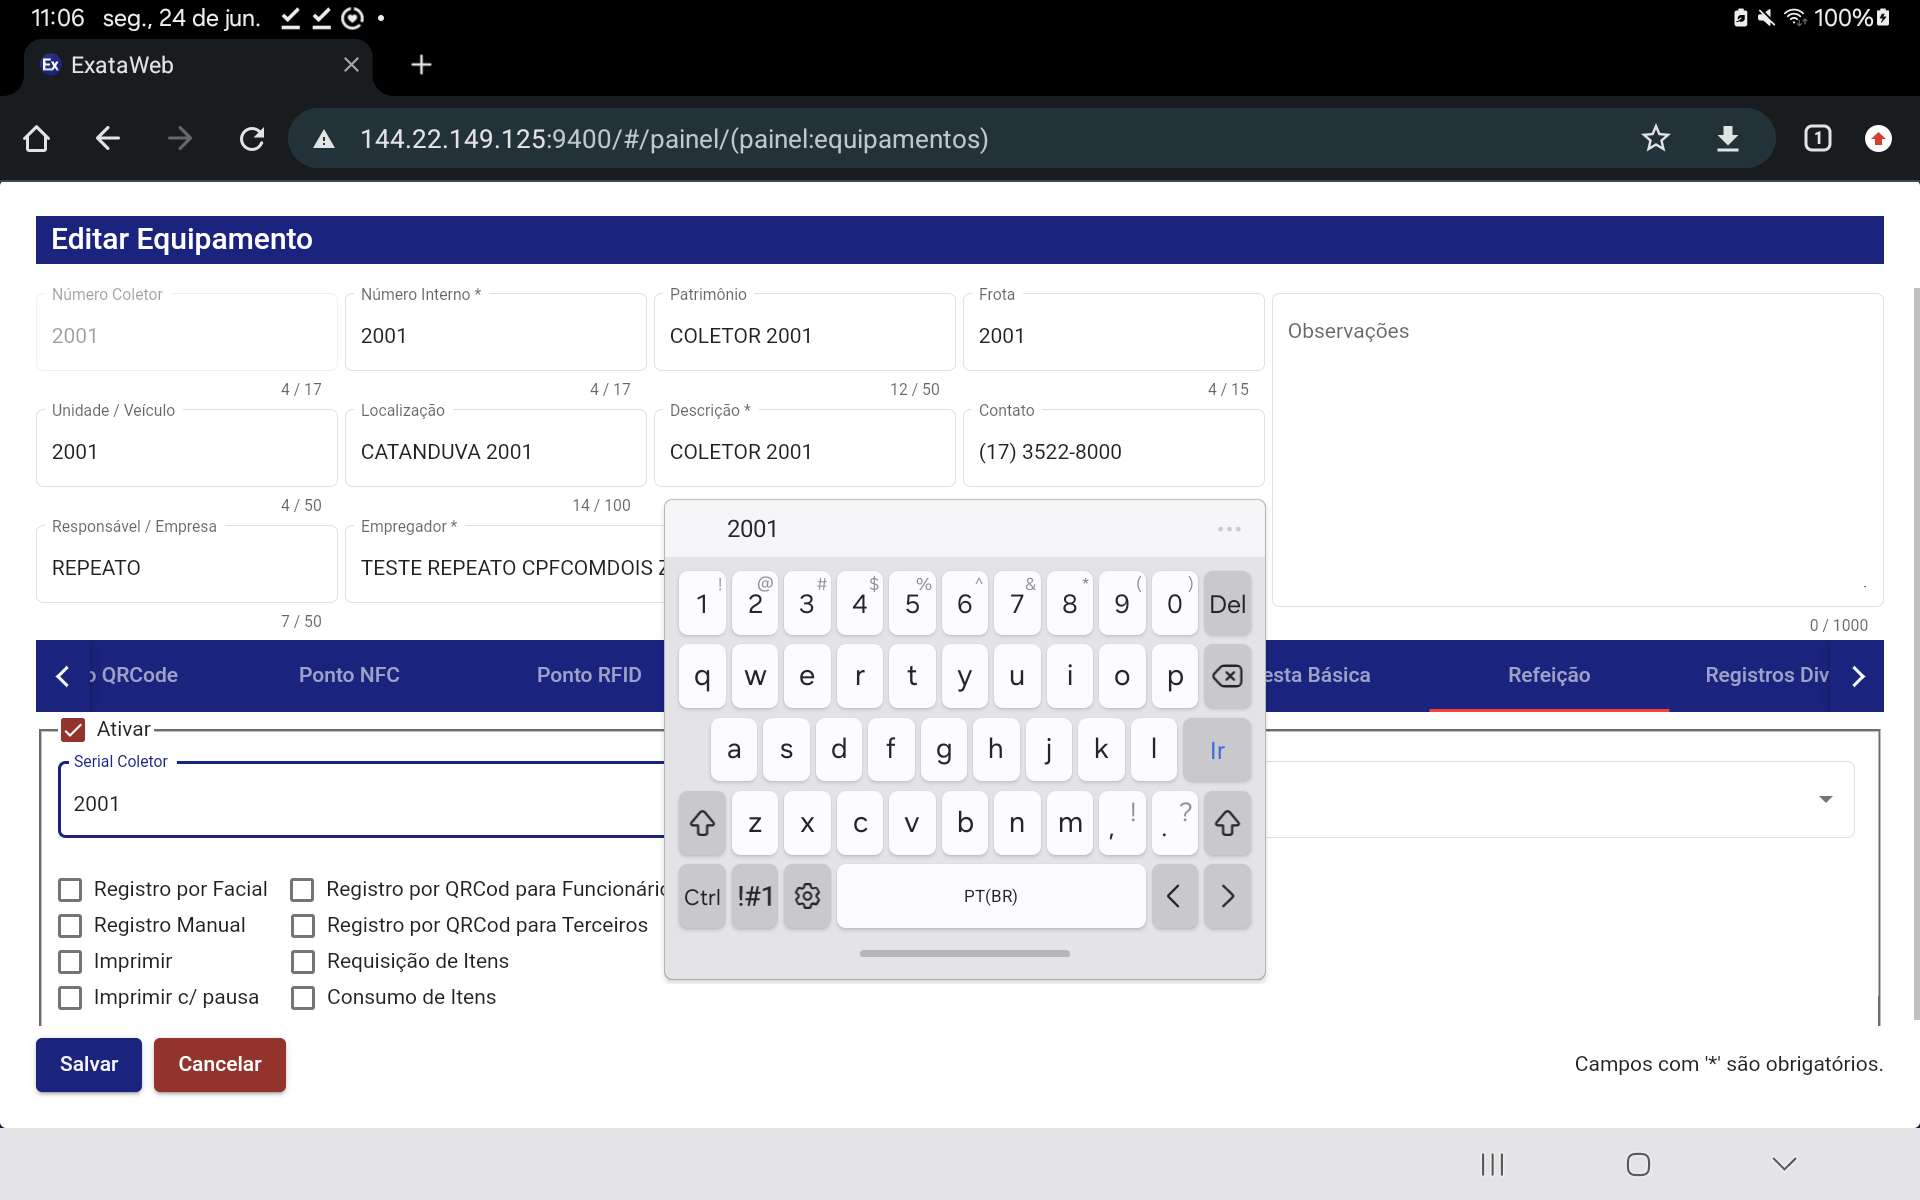 11:06 seg., 24 de jun.
100%
Ex ExataWeb
144.22.149.125:9400/#/painel/(painel:equipamentos)
1
Editar Equipamento
Número Coletor
2001
4 / 17
Número Interno *
2001
4 / 17
Patrimônio
COLETOR 2001
12 / 50
Frota
2001
4 / 15
Observações
0 / 1000
Unidade / Veículo
2001
4 / 50
Localização
CATANDUVA 2001
14 / 100
Descrição *
COLETOR 2001
Contato
(17) 3522-8000
Responsável / Empresa
REPEATO
7 / 50
Empregador *
TESTE REPEATO CPFCOMDOIS
QRCode
Ponto NFC
Ponto RFID
esta Básica
Refeição
Registros Div
Ativar
Serial Coletor
2001
Registro por Facial
Registro por QRCod para Funcionário
Registro Manual
Registro por QRCod para Terceiros
Imprimir
Requisição de Itens
Imprimir c/ pausa
Consumo de Itens
Salvar
Cancelar
Campos com '*' são obrigatórios.
2001
! @ # $ % ^ & * ( )
1 2 3 4 5 6 7 8 9 0 Del
q w e r t y u i o p
a s d f g h j k l Ir
z x c v b n m , ! . ?
Ctrl !#1 PT(BR) < >